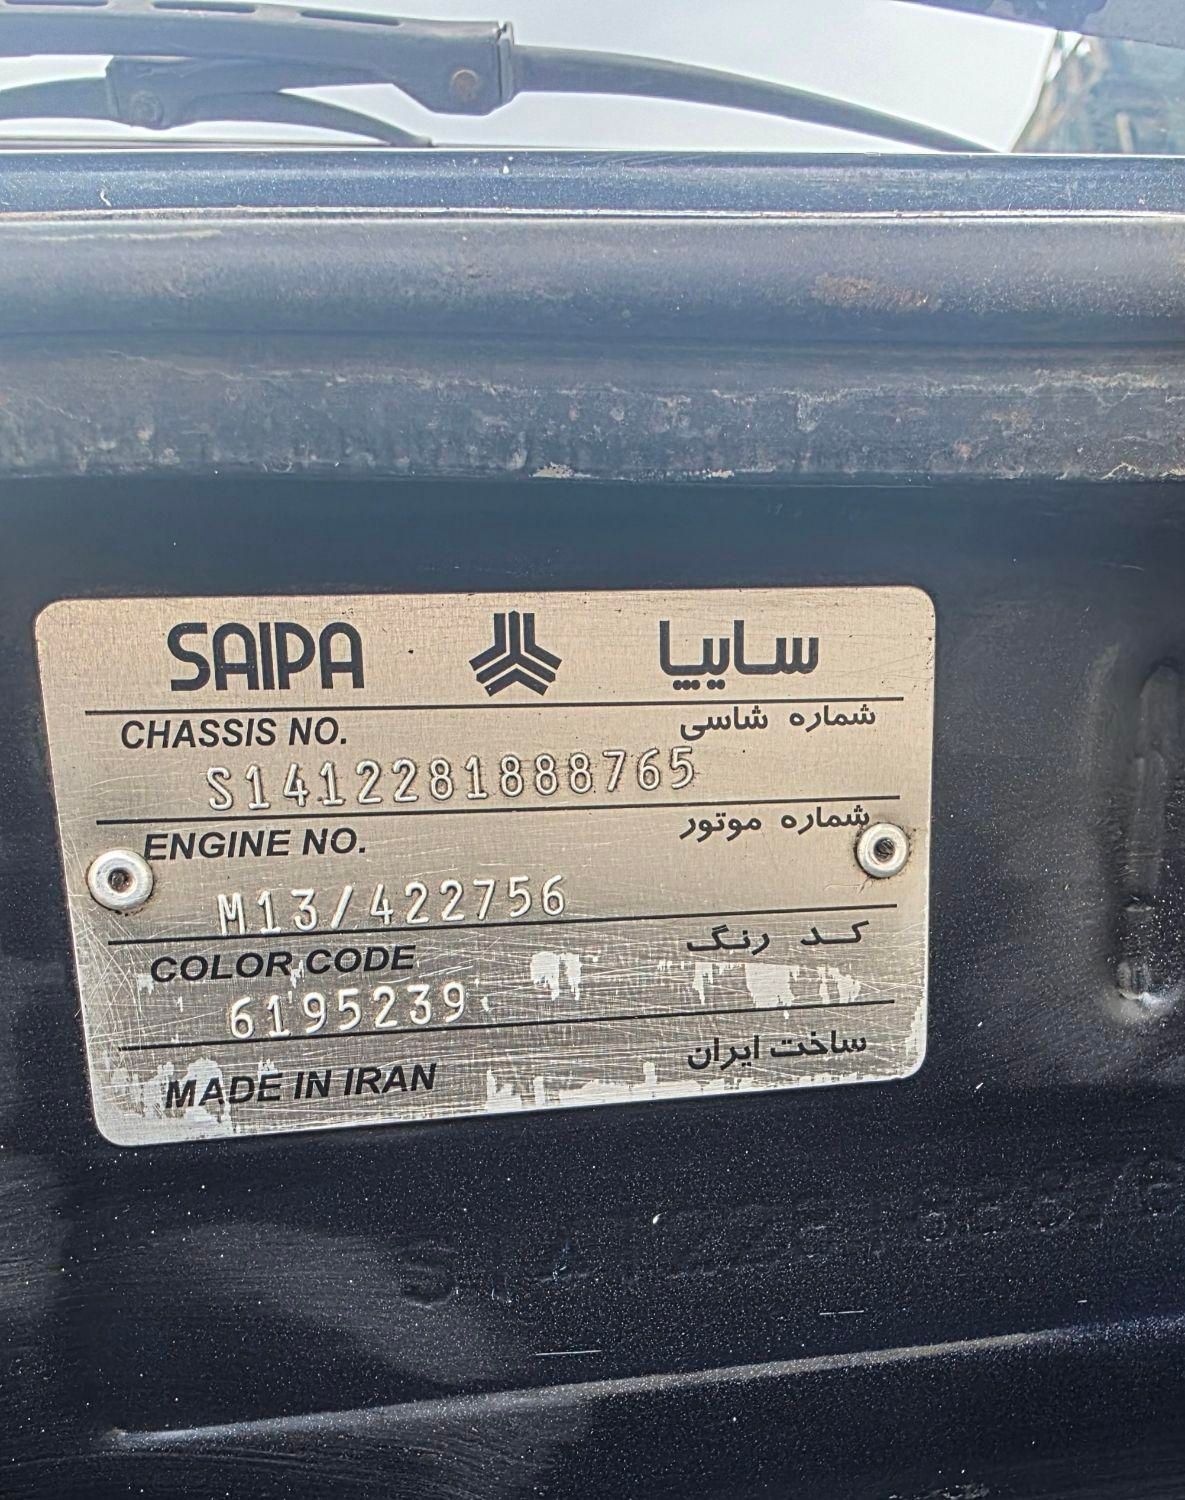 SAIPA سایپا
CHASSIS NO. شماره شاسی
S1412281888765
ENGINE NO. شماره موتور
M13/422756
COLOR CODE کد رنگ
6195239
MADE IN IRAN ساخت ایران